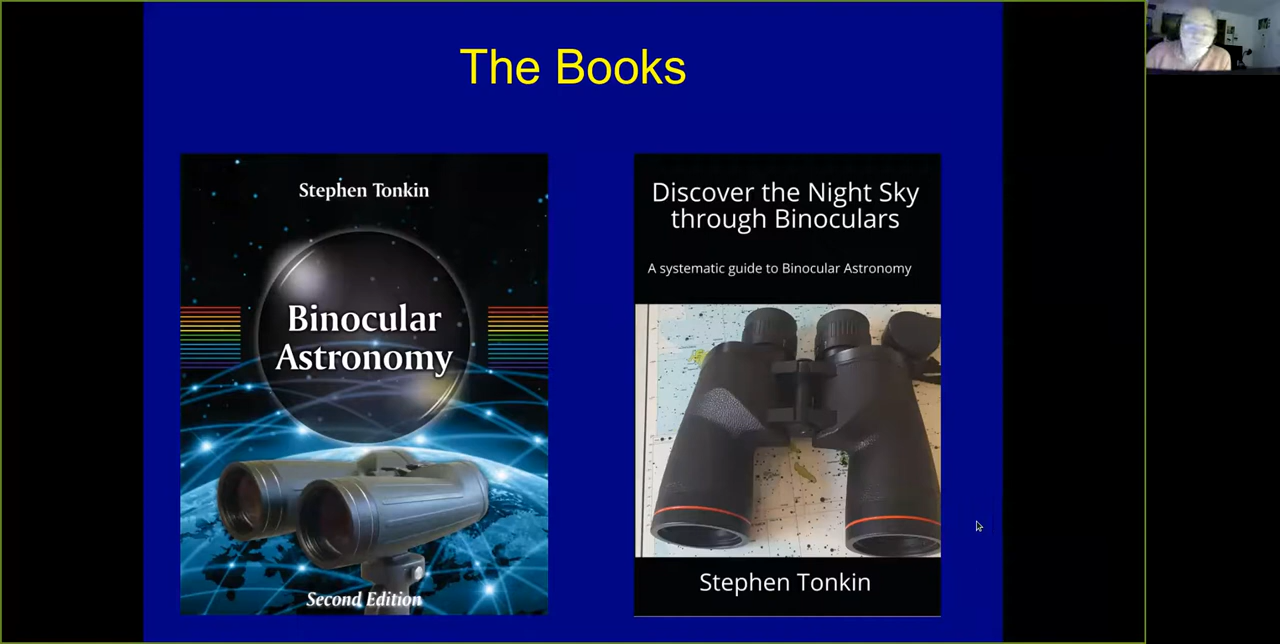 The Books
Stephen Tonkin
Binocular
Astronomy
Second Edition
Discover the Night Sky
through Binoculars
A systematic guide to Binocular Astronomy
Stephen Tonkin